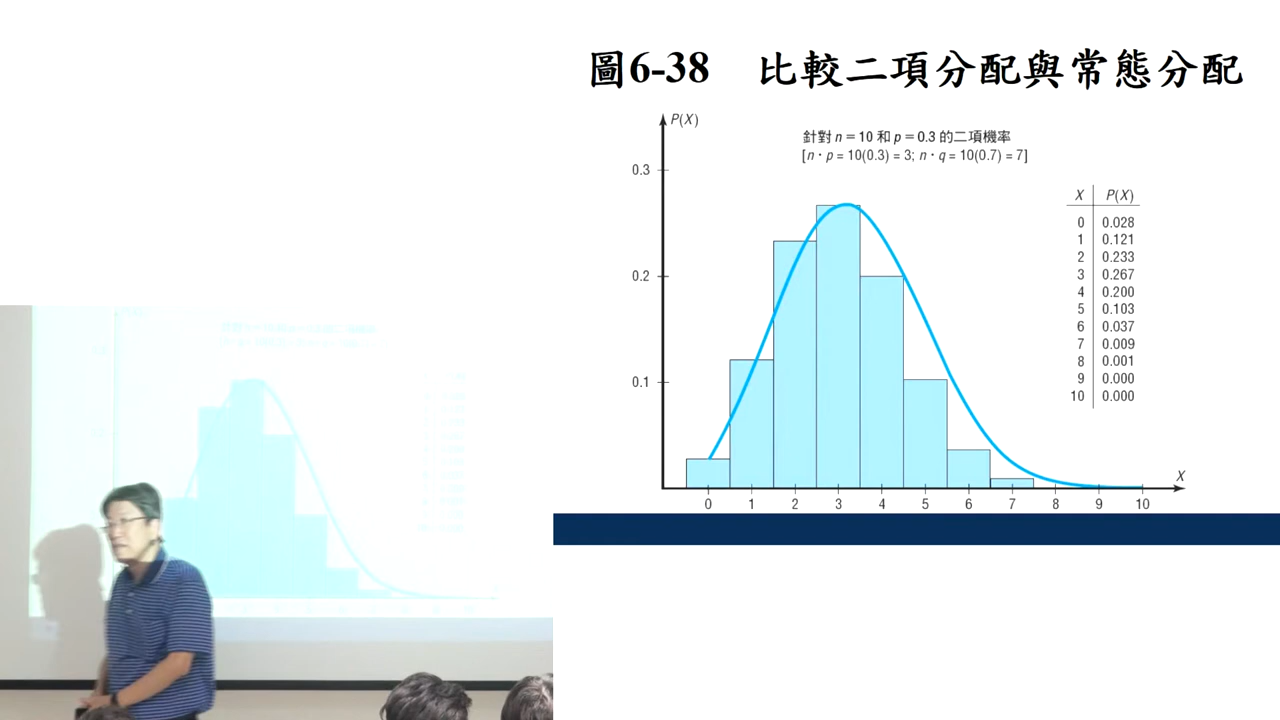 圖6-38 比較二項分配與常態分配
P(X)
針對 n = 10 和 p = 0.3 的二項機率
[n · p = 10(0.3) = 3; n · q = 10(0.7) = 7]
0.3
0.2
0.1
X P(X)
0 0.028
1 0.121
2 0.233
3 0.267
4 0.200
5 0.103
6 0.037
7 0.009
8 0.001
9 0.000
10 0.000
X
0 1 2 3 4 5 6 7 8 9 10